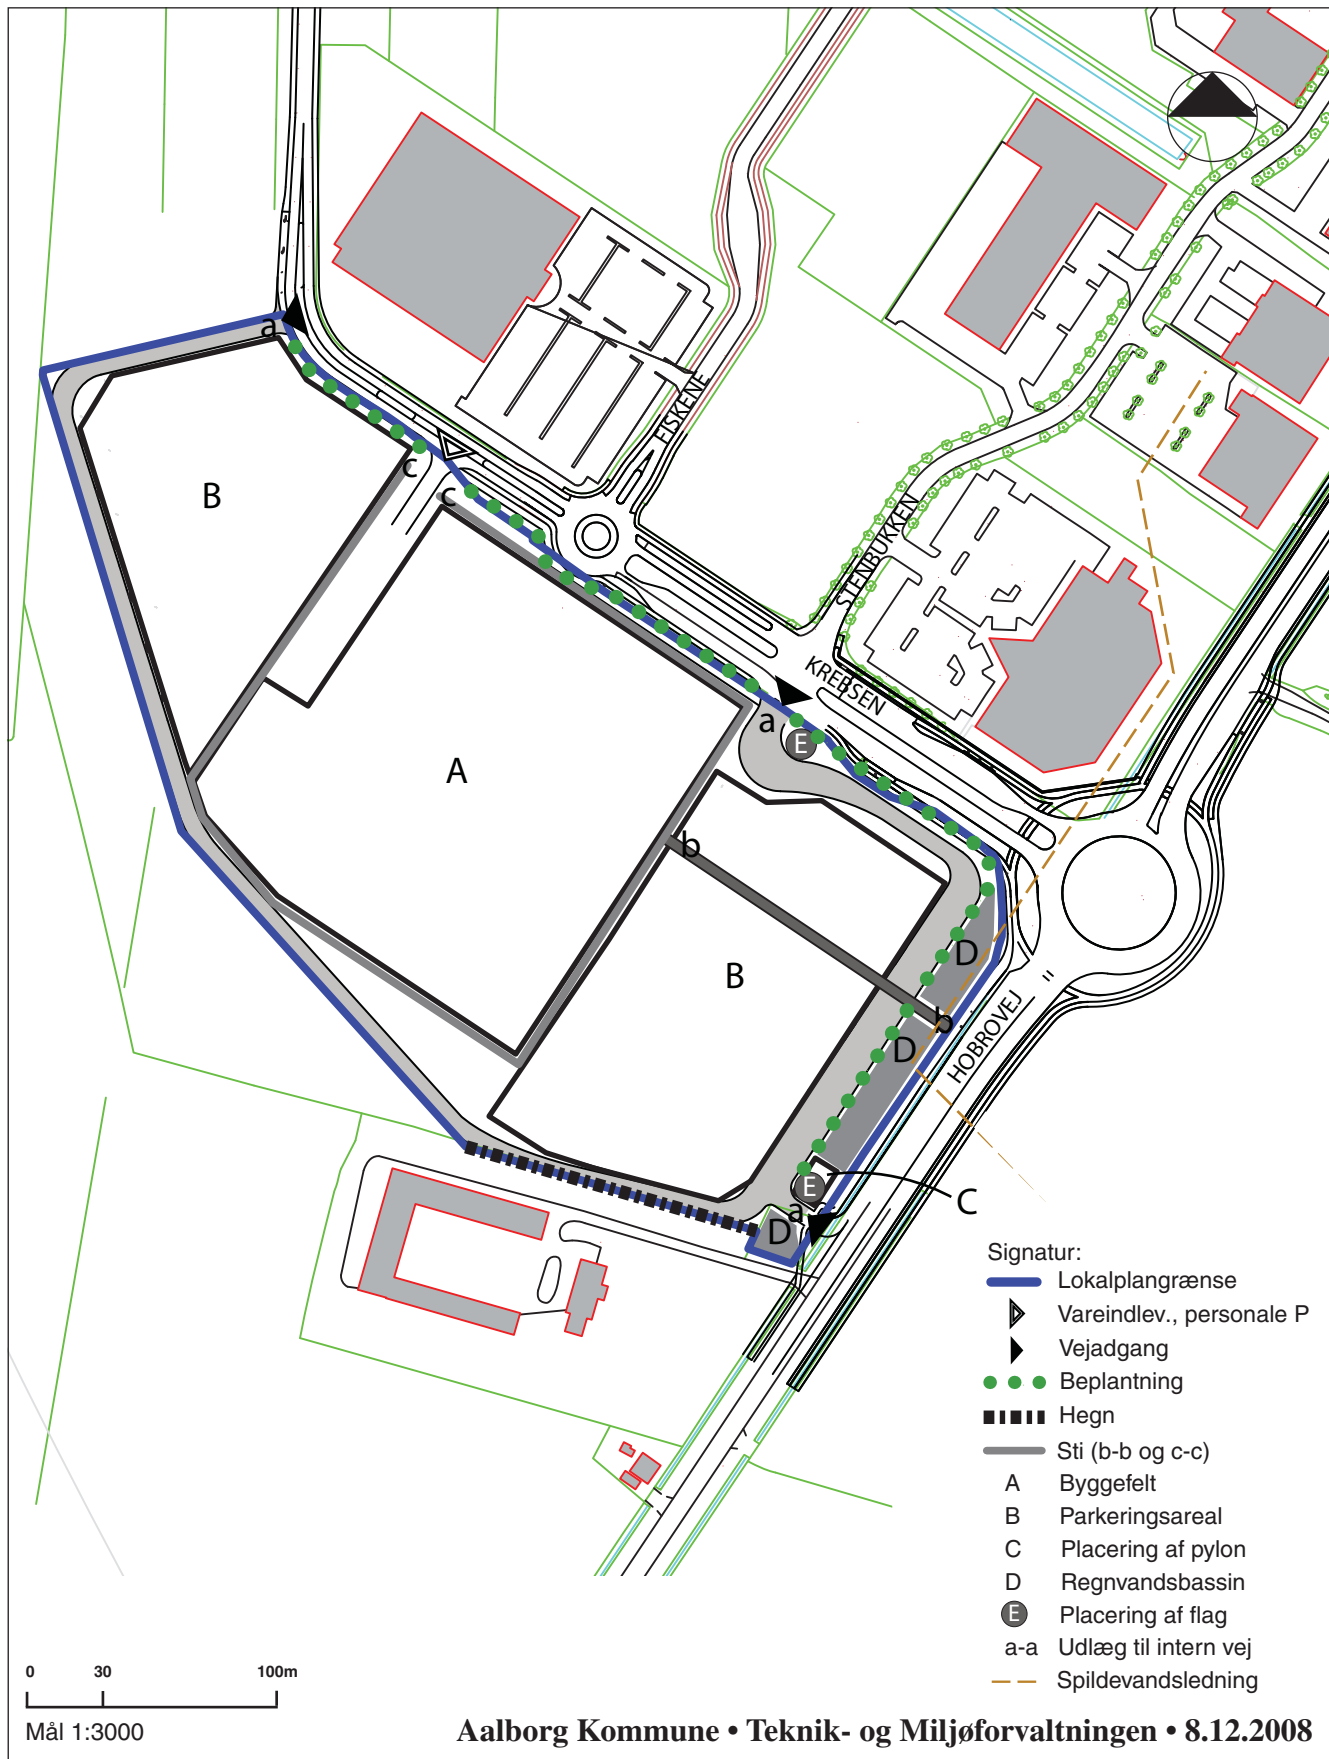 a
FISKENE
B
c
c
STENBUKKEN
KREBSEN
a
E
A
b
B
D
b
D
HOBROVEJ
E
C
a
D
Signatur:
Lokalplangrænse
Vareindlev., personale P
Vejadgang
Beplantning
Hegn
Sti (b-b og c-c)
A Byggefelt
B Parkeringsareal
C Placering af pylon
D Regnvandsbassin
E Placering af flag
a-a Udlæg til intern vej
Spildevandsledning
0 30 100m
Mål 1:3000
Aalborg Kommune • Teknik- og Miljøforvaltningen • 8.12.2008